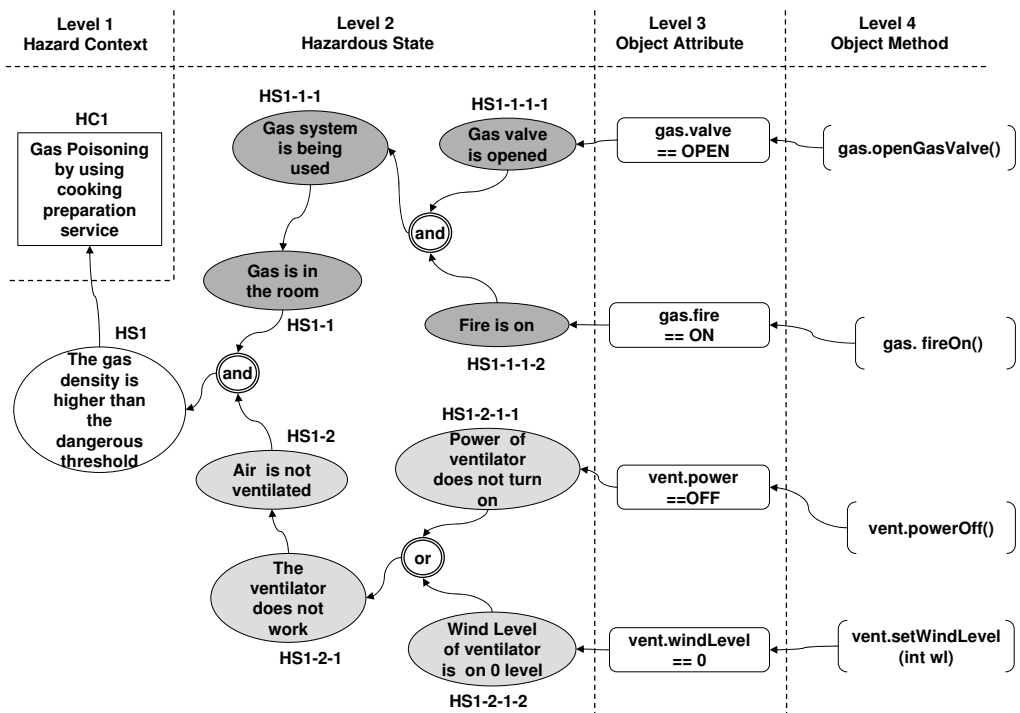 Level 1
Hazard Context
Level 2
Hazardous State
Level 3
Object Attribute
Level 4
Object Method
HC1
Gas Poisoning
by using
cooking
preparation
service
HS1-1-1
Gas system
is being
used
HS1-1-1-1
Gas valve
is opened
gas.valve
== OPEN
gas.openGasValve()
and
Gas is in
the room
HS1-1
Fire is on
HS1-1-1-2
gas.fire
== ON
gas. fireOn()
HS1
The gas
density is
higher than
the
dangerous
threshold
and
HS1-2
Air is not
ventilated
HS1-2-1-1
Power of
ventilator
does not turn
on
vent.power
==OFF
vent.powerOff()
or
The
ventilator
does not
work
HS1-2-1
Wind Level
of ventilator
is on 0 level
HS1-2-1-2
vent.windLevel
== 0
vent.setWindLevel
(int wl)